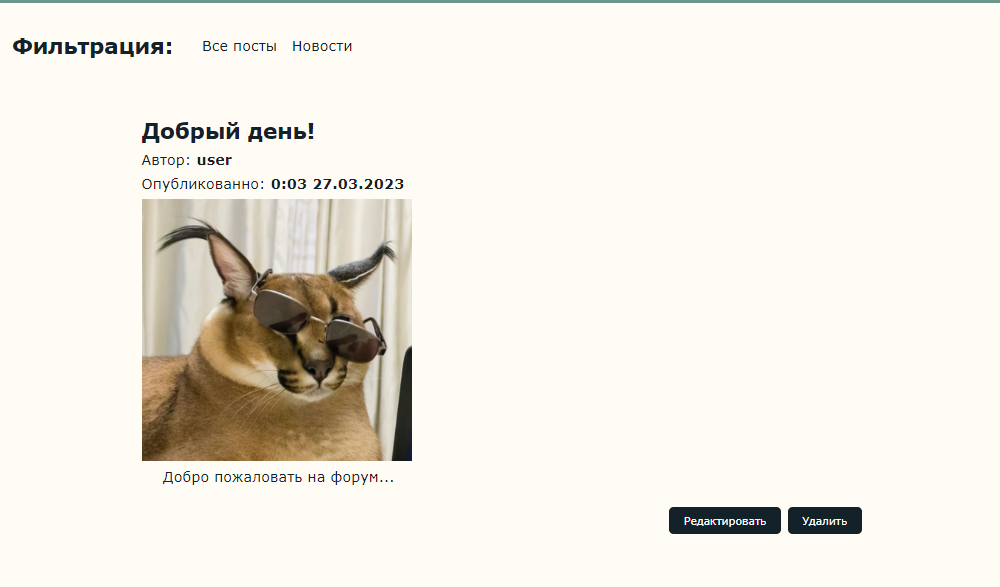 Фильтрация: Все посты Новости
Добрый день!
Автор: user
Опубликованно: 0:03 27.03.2023
Добро пожаловать на форум...
Редактировать Удалить